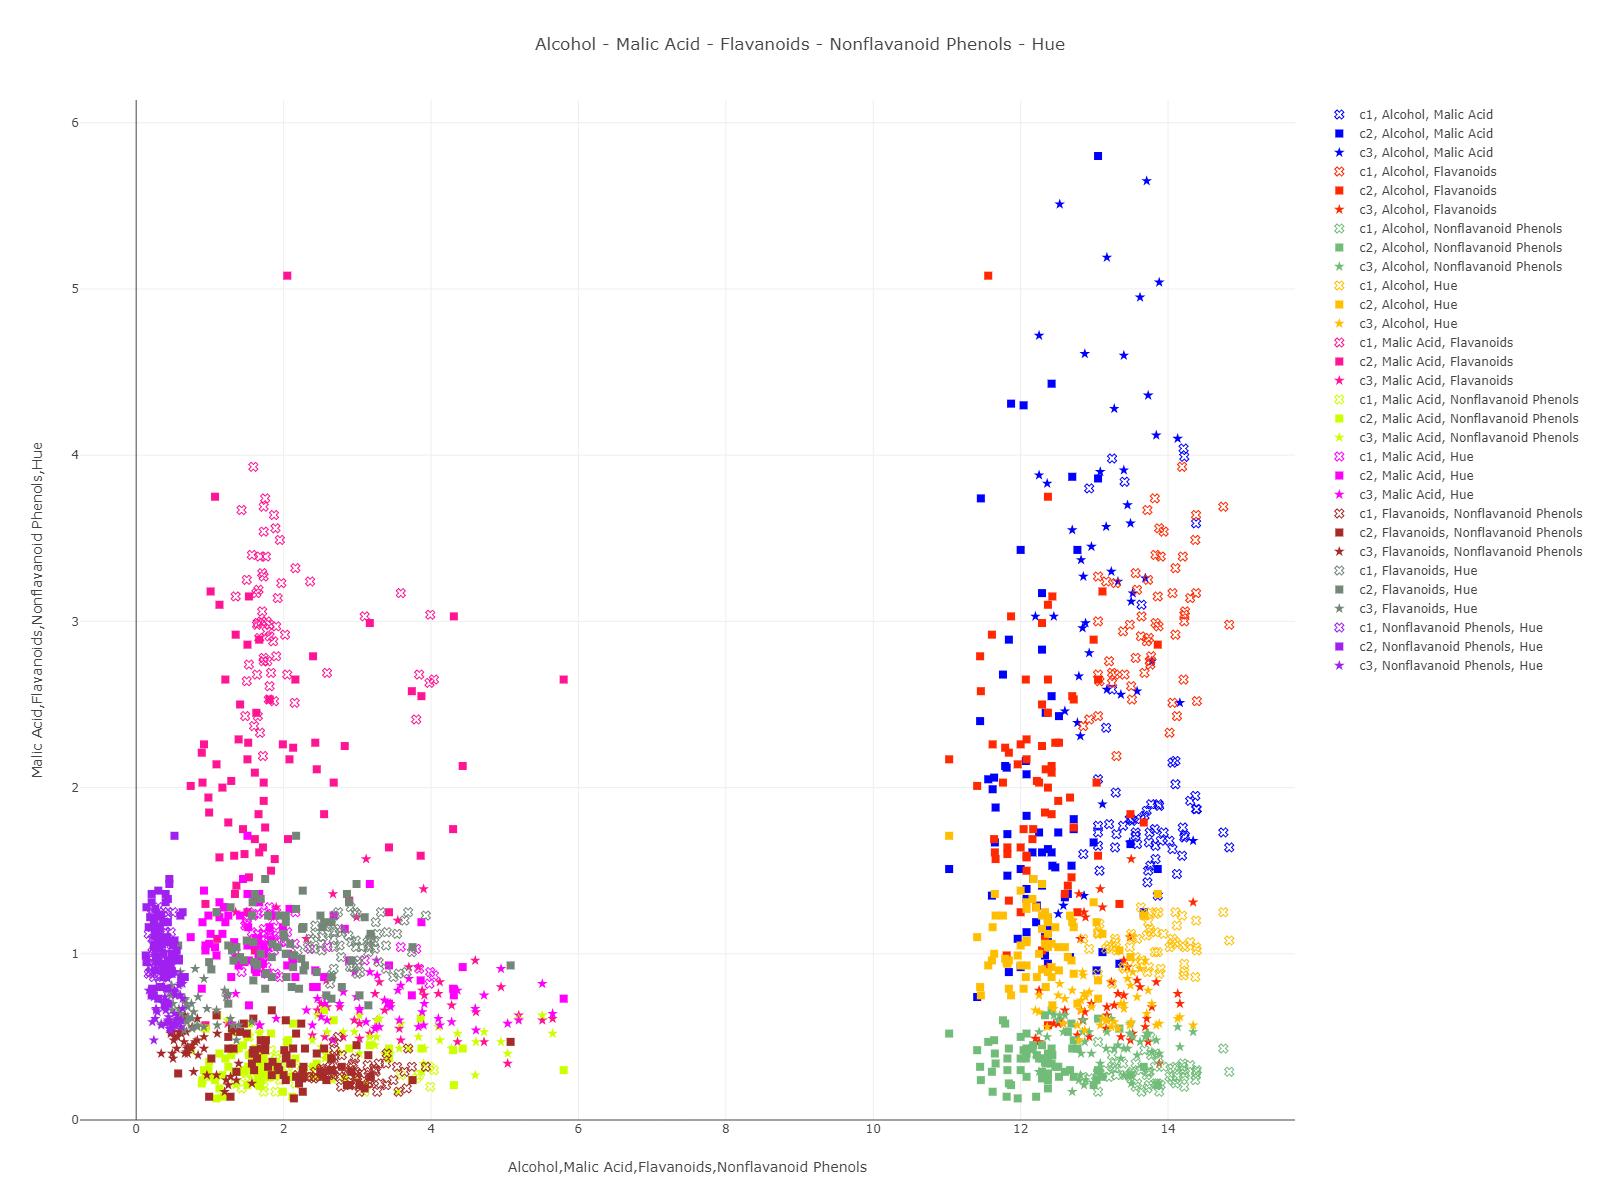 Alcohol - Malic Acid - Flavanoids - Nonflavanoid Phenols - Hue
Malic Acid,Flavanoids,Nonflavanoid Phenols,Hue
6
5
4
3
2
1
0
0
2
4
6
8
10
12
14
Alcohol,Malic Acid,Flavanoids,Nonflavanoid Phenols
c1, Alcohol, Malic Acid
c2, Alcohol, Malic Acid
c3, Alcohol, Malic Acid
c1, Alcohol, Flavanoids
c2, Alcohol, Flavanoids
c3, Alcohol, Flavanoids
c1, Alcohol, Nonflavanoid Phenols
c2, Alcohol, Nonflavanoid Phenols
c3, Alcohol, Nonflavanoid Phenols
c1, Alcohol, Hue
c2, Alcohol, Hue
c3, Alcohol, Hue
c1, Malic Acid, Flavanoids
c2, Malic Acid, Flavanoids
c3, Malic Acid, Flavanoids
c1, Malic Acid, Nonflavanoid Phenols
c2, Malic Acid, Nonflavanoid Phenols
c3, Malic Acid, Nonflavanoid Phenols
c1, Malic Acid, Hue
c2, Malic Acid, Hue
c3, Malic Acid, Hue
c1, Flavanoids, Nonflavanoid Phenols
c2, Flavanoids, Nonflavanoid Phenols
c3, Flavanoids, Nonflavanoid Phenols
c1, Flavanoids, Hue
c2, Flavanoids, Hue
c3, Flavanoids, Hue
c1, Nonflavanoid Phenols, Hue
c2, Nonflavanoid Phenols, Hue
c3, Nonflavanoid Phenols, Hue